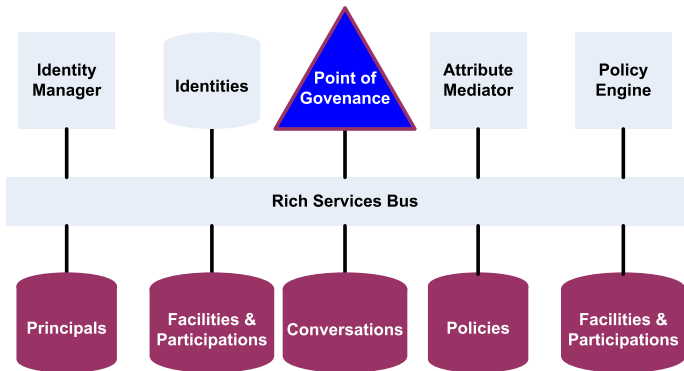 Identity
Manager
Identities
Point of
Govenance
Attribute
Mediator
Policy
Engine
Rich Services Bus
Principals
Facilities &
Participations
Conversations
Policies
Facilities &
Participations